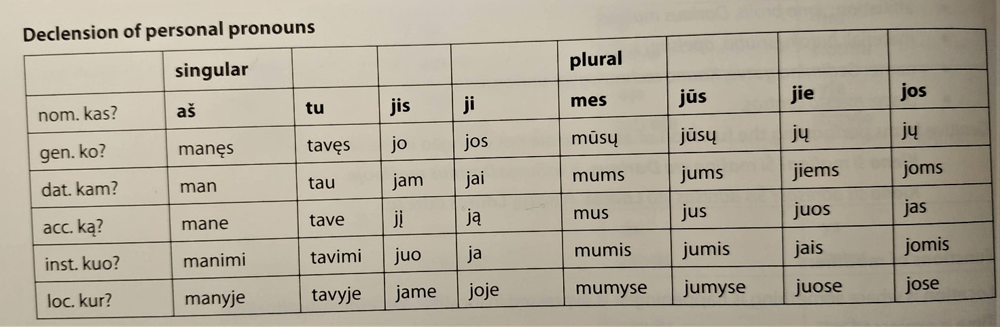 Declension of personal pronouns
singular plural
nom. kas? aš tu jis ji mes jūs jie jos
gen. ko? manęs tavęs jo jos mūsų jūsų jų jų
dat. kam? man tau jam jai mums jums jiems joms
acc. ką? mane tave jį ją mus jus juos jas
inst. kuo? manimi tavimi juo ja mumis jumis jais jomis
loc. kur? manyje tavyje jame joje mumyse jumyse juose jose